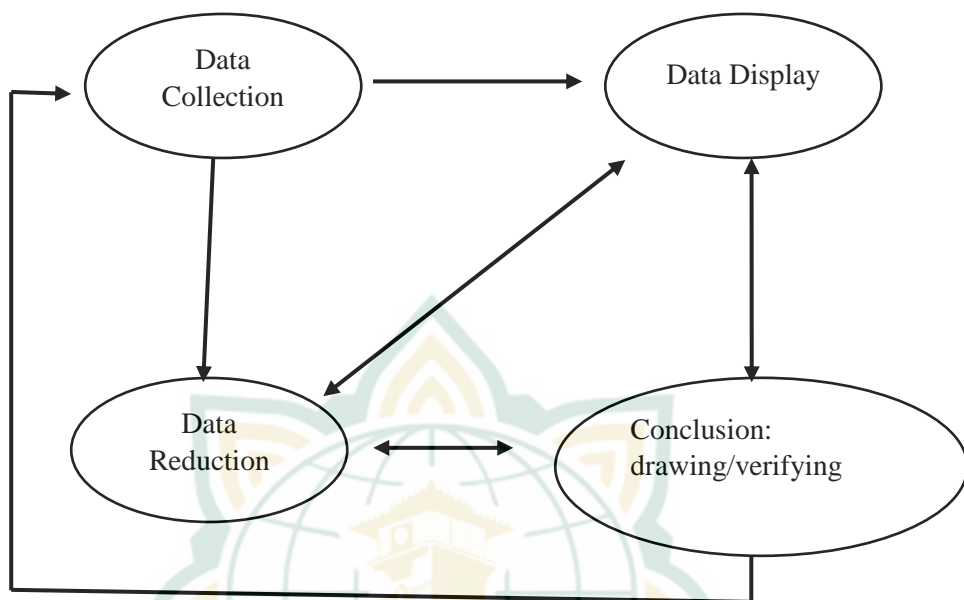 Data
Collection
Data Display
Data
Reduction
Conclusion:
drawing/verifying